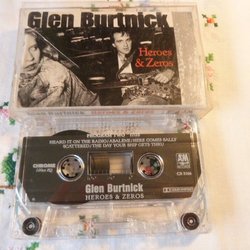 Glen Burtnick
Heroes
& Zeros
HEARD IT ON THE RADIO/ABALENE/HERE COMES SALLY
SCATTERED/THE DAY YOUR SHIP GETS THRU
CHROME
A&M
Glen Burtnick
HEROES & ZEROS